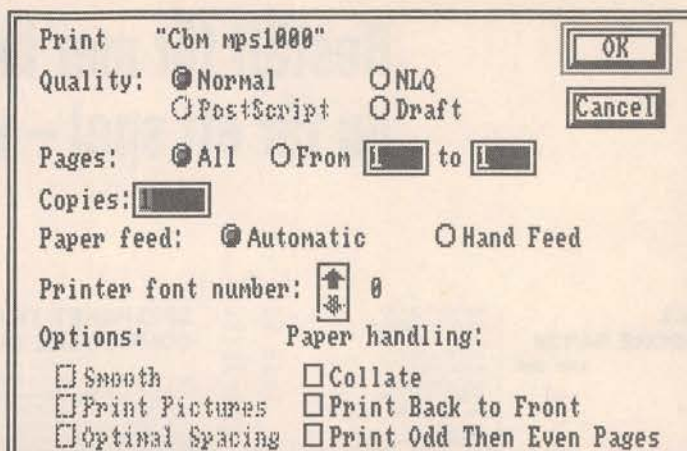 Print "Cbm mps1000"
OK
Quality: Normal NLQ
PostScript Draft
Cancel
Pages: All From 1 to 1
Copies: 1
Paper feed: Automatic Hand Feed
Printer font number: 0
Options: Paper handling:
Smooth Collate
Print Pictures Print Back to Front
Optimal Spacing Print Odd Then Even Pages